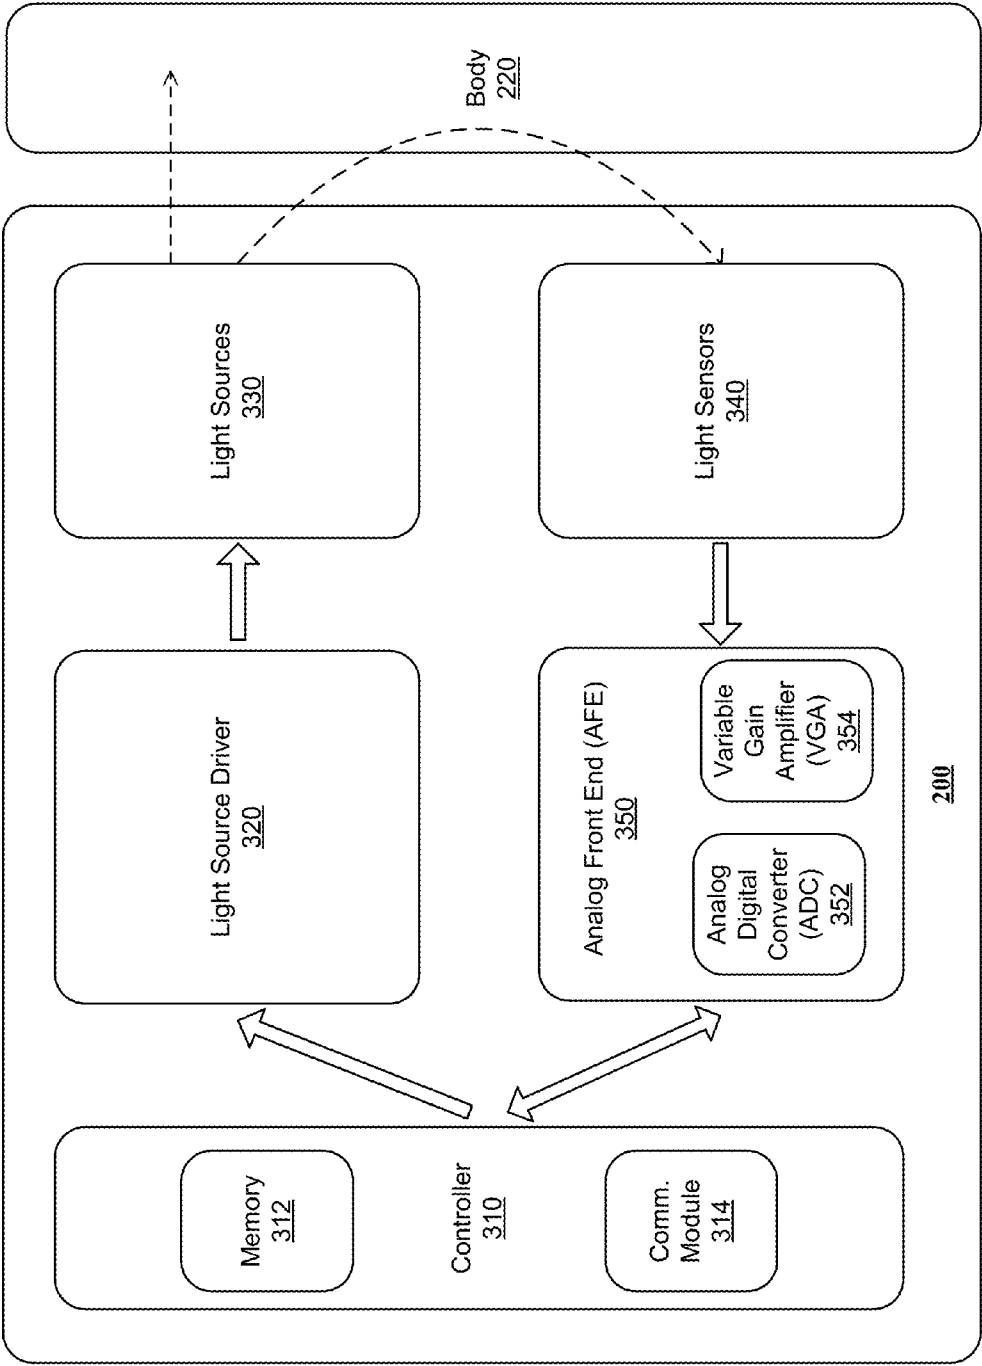 Body
220
Light Sources
330
Light Sensors
340
Light Source Driver
320
Analog Front End (AFE)
350
Variable
Gain
Amplifier
(VGA)
354
Analog
Digital
Converter
(ADC)
352
Memory
312
Controller
310
Comm.
Module
314
200